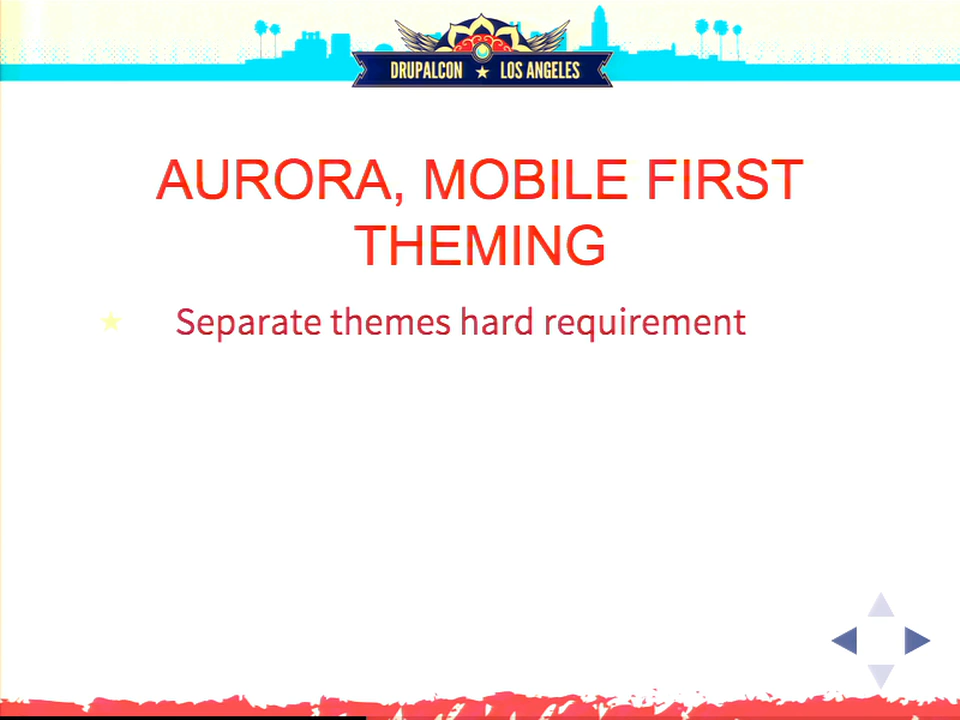 DRUPALCON ★ LOS ANGELES
AURORA, MOBILE FIRST
THEMING
★ Separate themes hard requirement